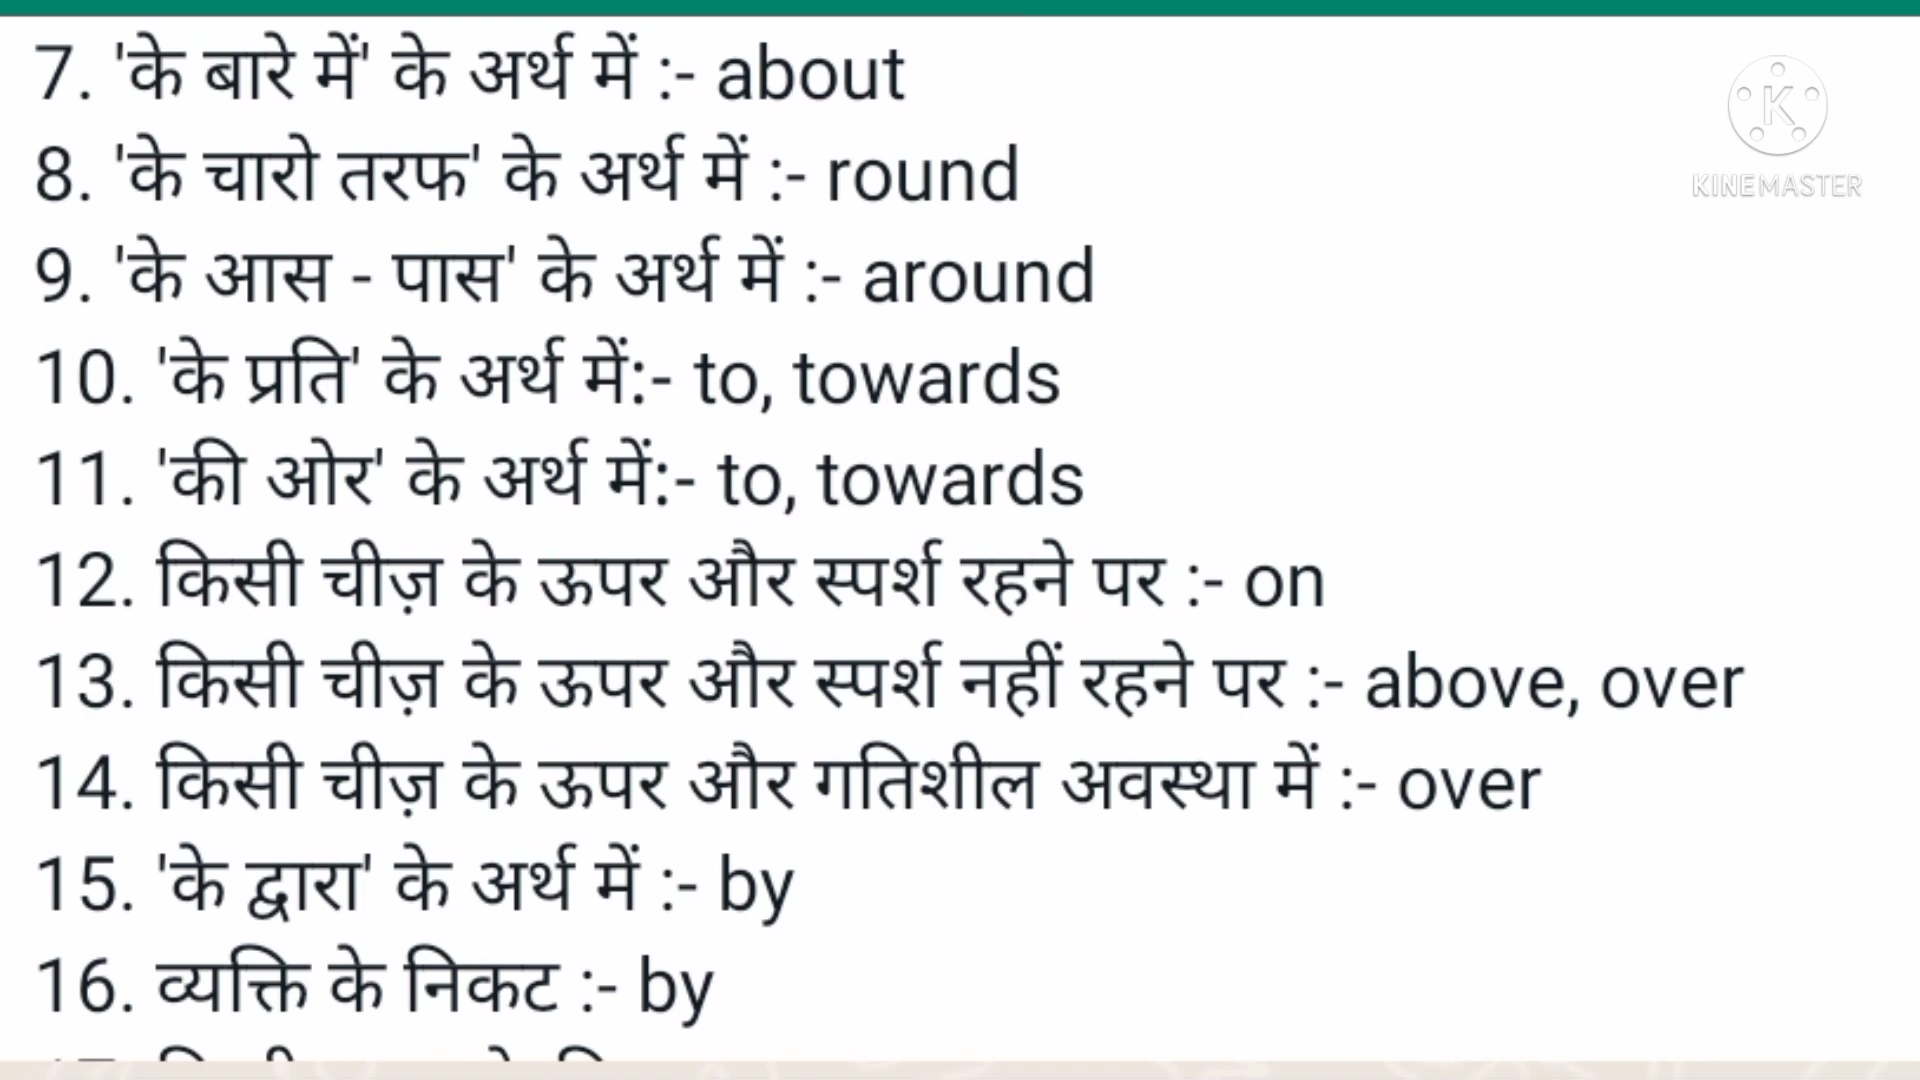 7. 'के बारे में' के अर्थ में :- about
8. 'के चारो तरफ' के अर्थ में :- round
9. 'के आस - पास' के अर्थ में :- around
10. 'के प्रति' के अर्थ में:- to, towards
11. 'की ओर' के अर्थ में:- to, towards
12. किसी चीज़ के ऊपर और स्पर्श रहने पर :- on
13. किसी चीज़ के ऊपर और स्पर्श नहीं रहने पर :- above, over
14. किसी चीज़ के ऊपर और गतिशील अवस्था में :- over
15. 'के द्वारा' के अर्थ में :- by
16. व्यक्ति के निकट :- by
K
KINEMASTER